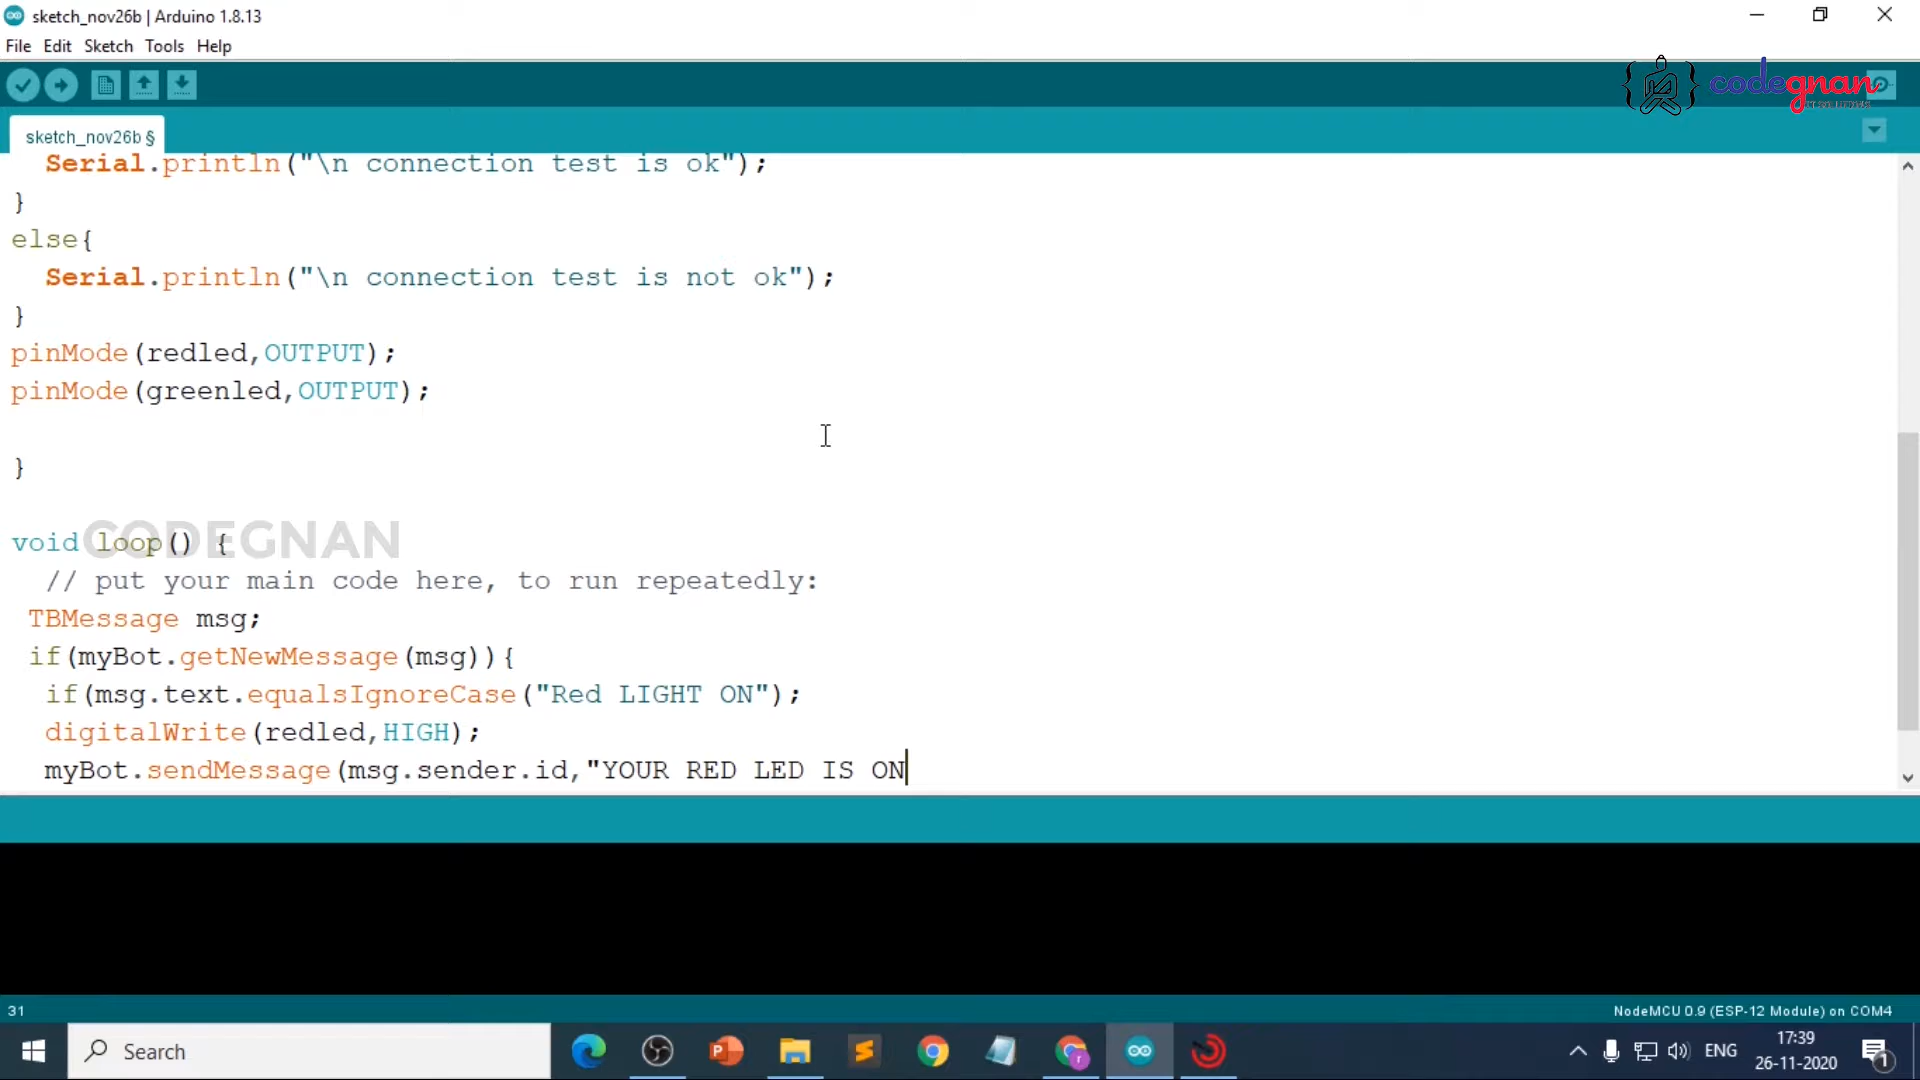 sketch_nov26b | Arduino 1.8.13
File Edit Sketch Tools Help
codegnan
IT SOLUTIONS
sketch_nov26b §
Serial.println("\n connection test is ok");
}
else{
Serial.println("\n connection test is not ok");
}
pinMode(redled,OUTPUT);
pinMode(greenled,OUTPUT);
}
CODEGNAN
void loop() {
// put your main code here, to run repeatedly:
TBMessage msg;
if(myBot.getNewMessage(msg)){
if(msg.text.equalsIgnoreCase("Red LIGHT ON");
digitalWrite(redled,HIGH);
myBot.sendMessage(msg.sender.id,"YOUR RED LED IS ON
31
NodeMCU 0.9 (ESP-12 Module) on COM4
Search
ENG
17:39
26-11-2020
1